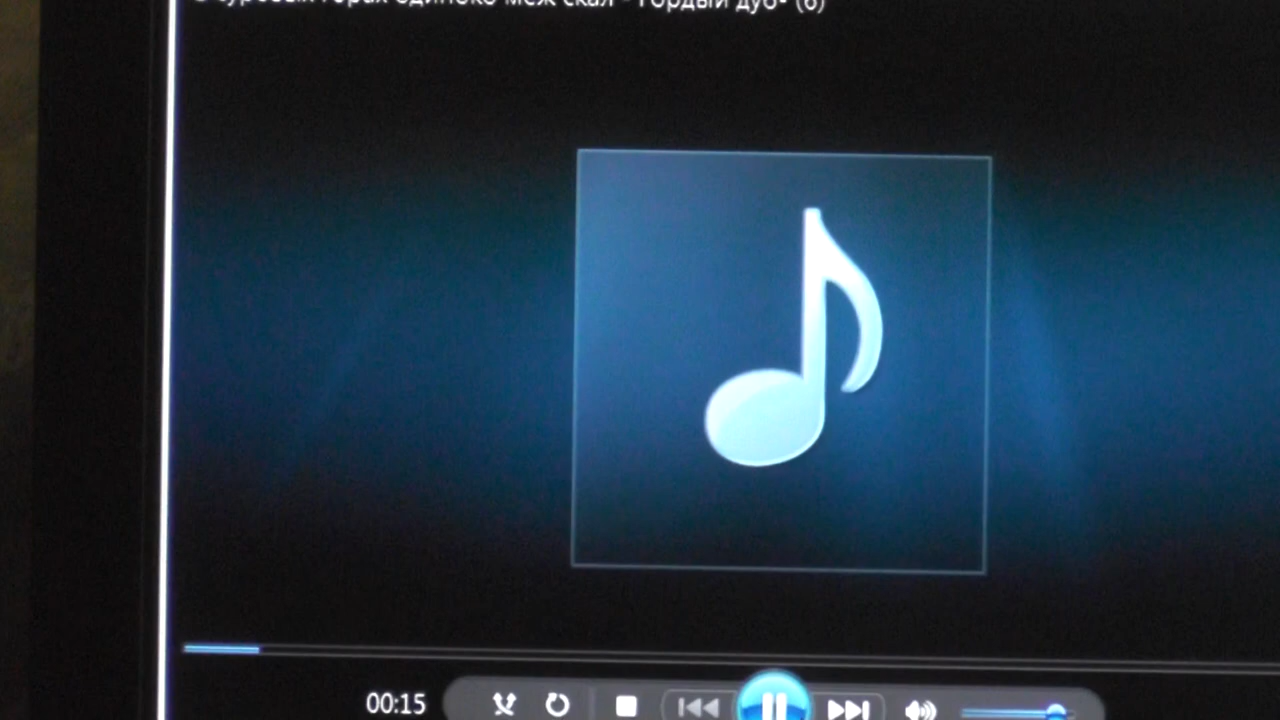 В суровых горах одиноко меж скал - Гордый дуб- (6)
00:15